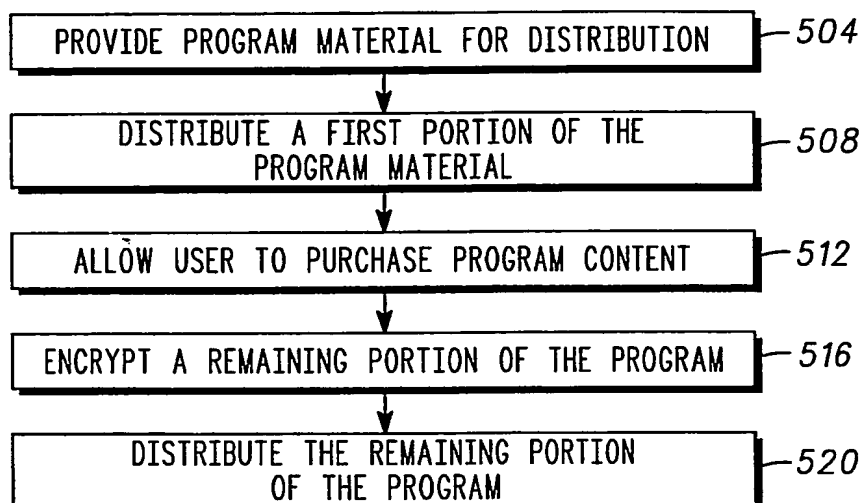 PROVIDE PROGRAM MATERIAL FOR DISTRIBUTION 504
DISTRIBUTE A FIRST PORTION OF THE
PROGRAM MATERIAL 508
ALLOW USER TO PURCHASE PROGRAM CONTENT 512
ENCRYPT A REMAINING PORTION OF THE PROGRAM 516
DISTRIBUTE THE REMAINING PORTION
OF THE PROGRAM 520